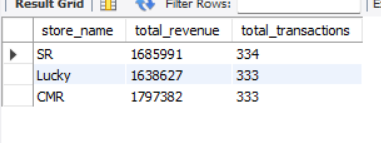 Result Grid Filter Rows:
store_name total_revenue total_transactions
SR 1685991 334
Lucky 1638627 333
CMR 1797382 333